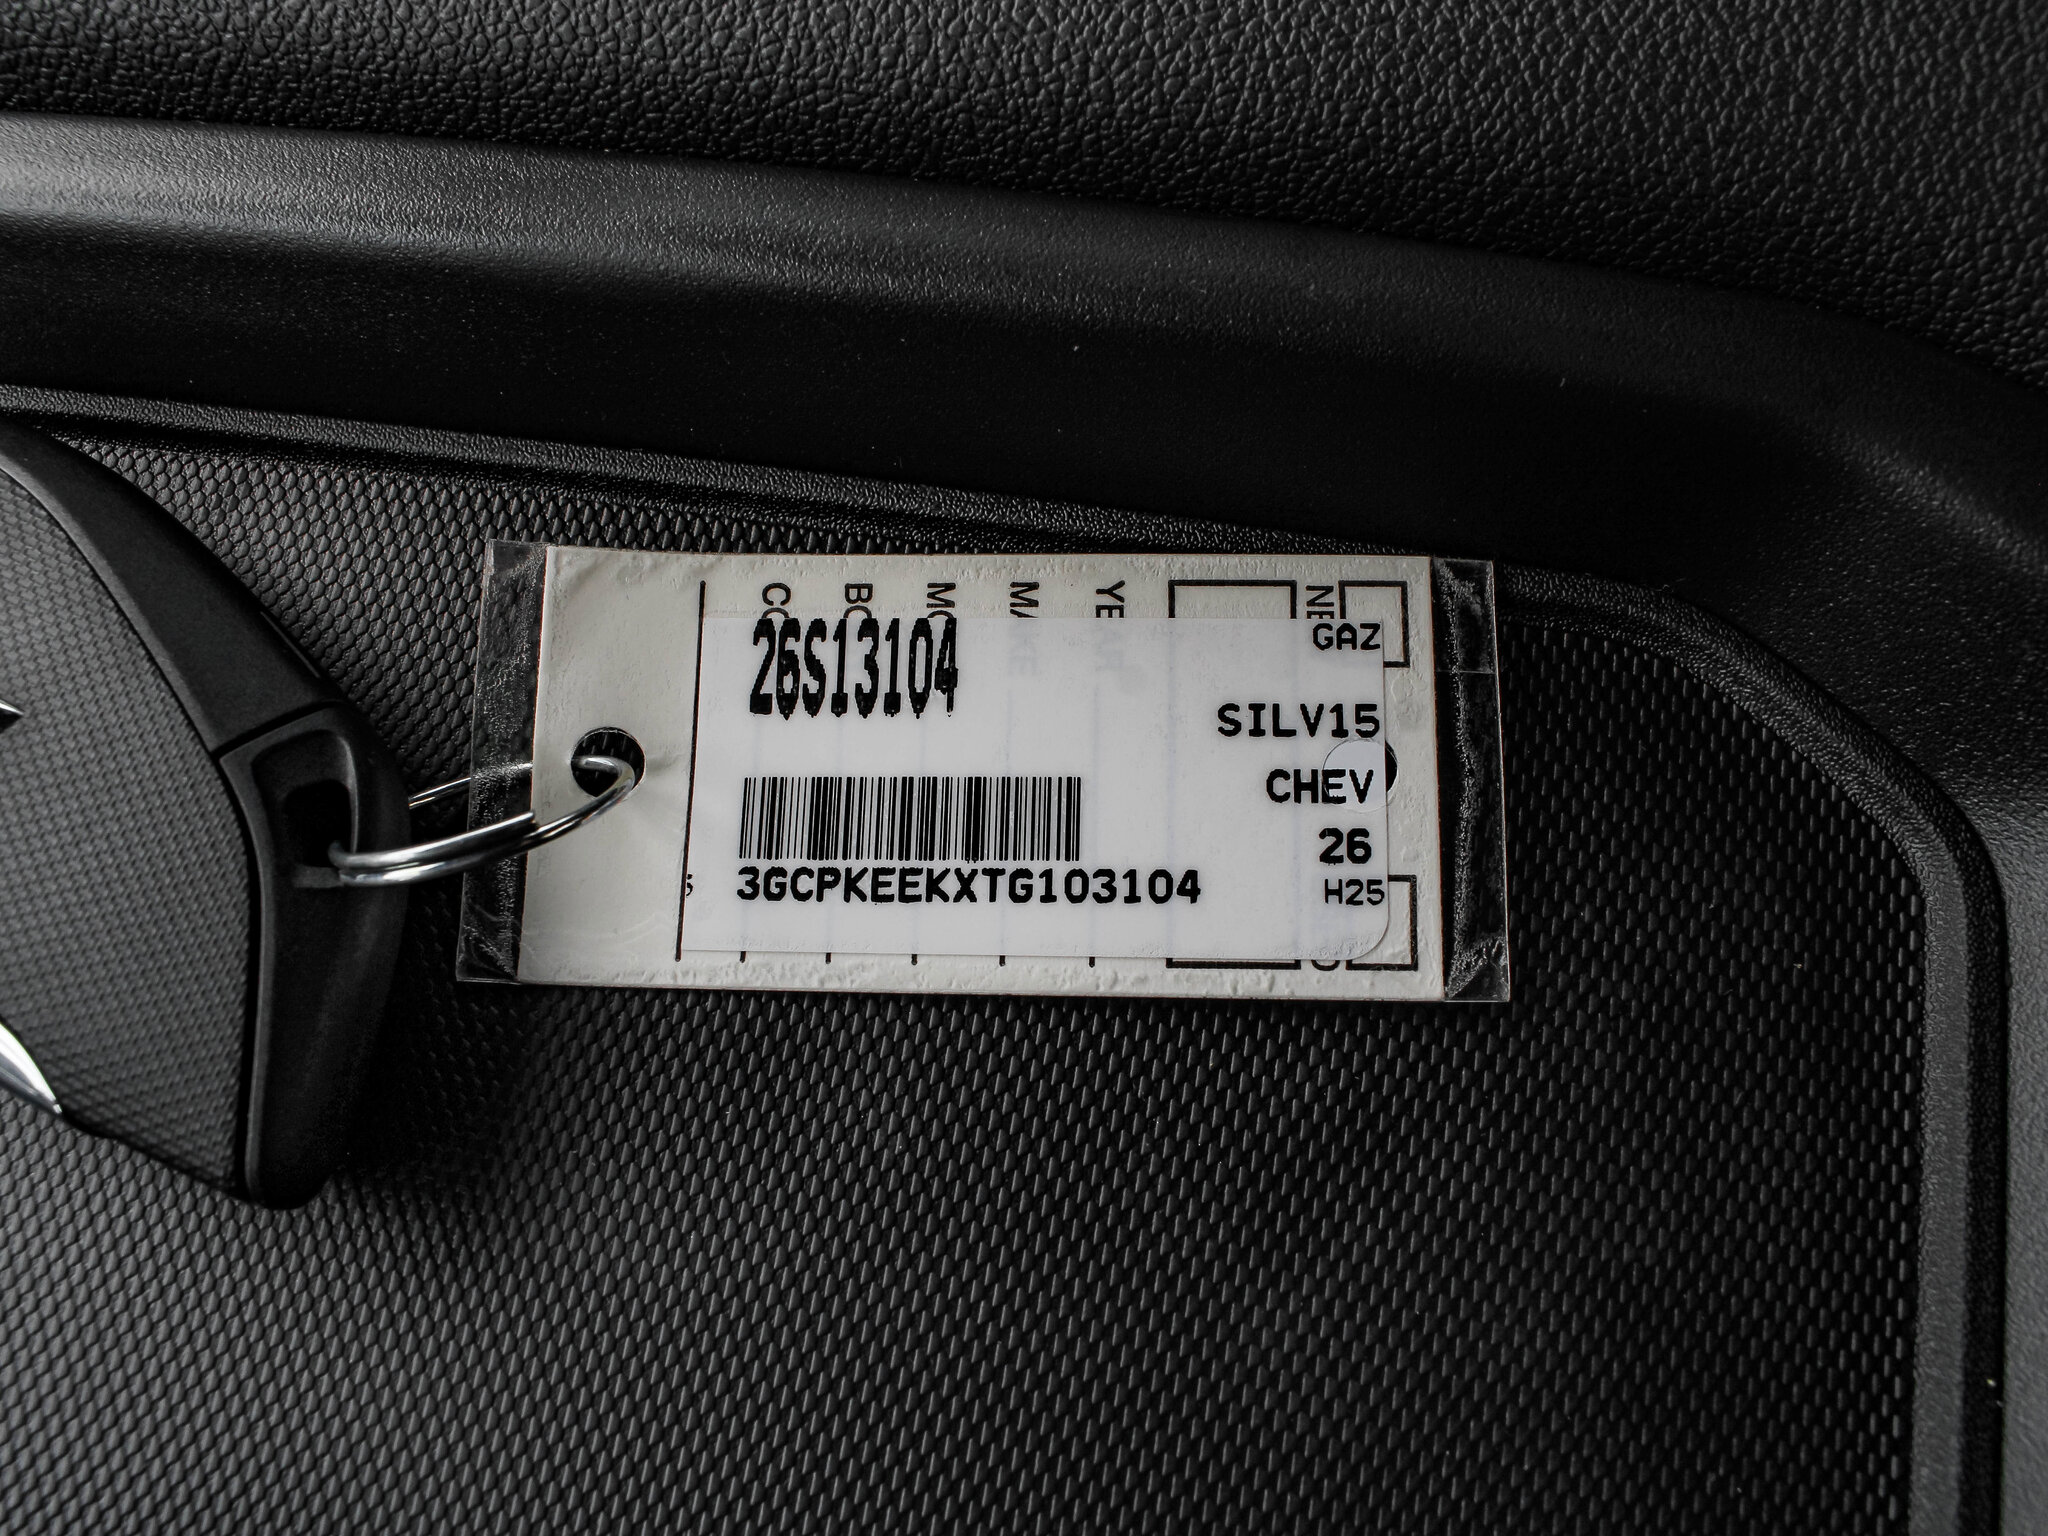 26S13104
GAZ
SILV15
CHEV
26
3GCPKEEKXTG103104
H25